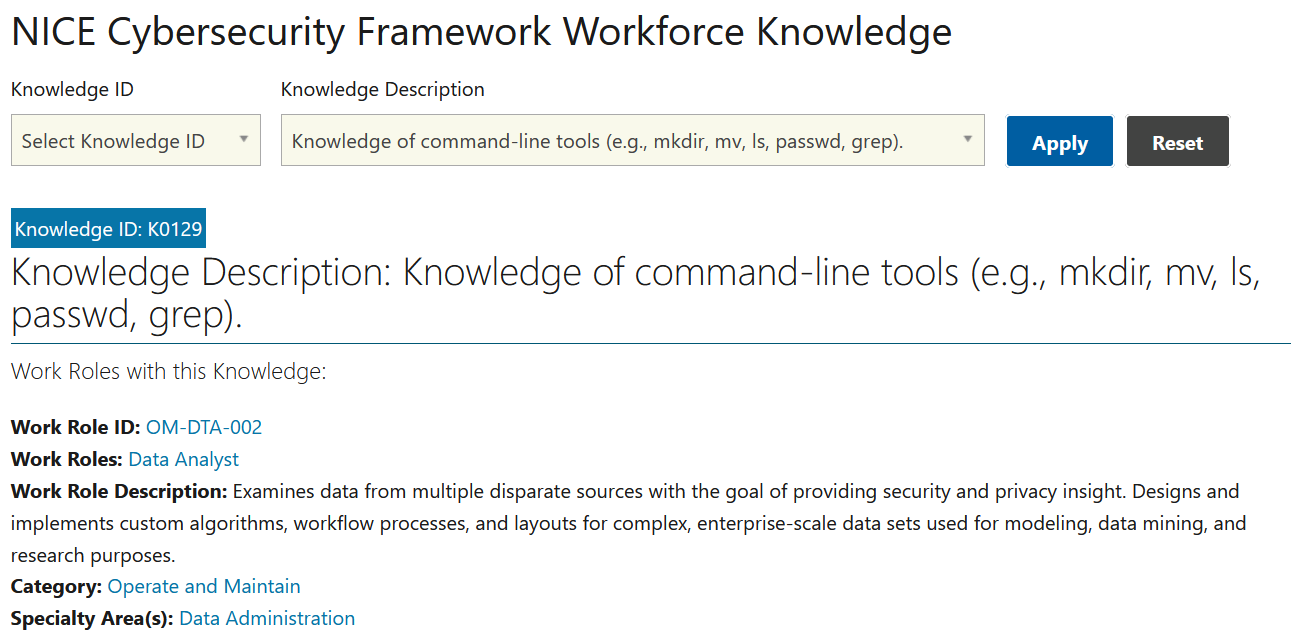 NICE Cybersecurity Framework Workforce Knowledge
Knowledge ID
Knowledge Description
Select Knowledge ID
Knowledge of command-line tools (e.g., mkdir, mv, ls, passwd, grep).
Apply
Reset
Knowledge ID: K0129
Knowledge Description: Knowledge of command-line tools (e.g., mkdir, mv, ls,
passwd, grep).
Work Roles with this Knowledge:
Work Role ID: OM-DTA-002
Work Roles: Data Analyst
Work Role Description: Examines data from multiple disparate sources with the goal of providing security and privacy insight. Designs and
implements custom algorithms, workflow processes, and layouts for complex, enterprise-scale data sets used for modeling, data mining, and
research purposes.
Category: Operate and Maintain
Specialty Area(s): Data Administration